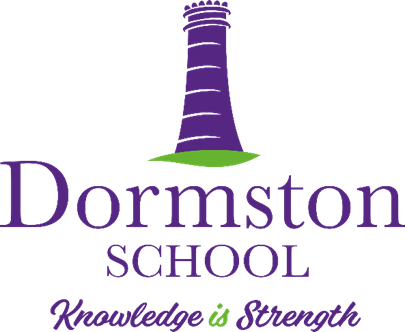 Dormston
SCHOOL
Knowledge is Strength